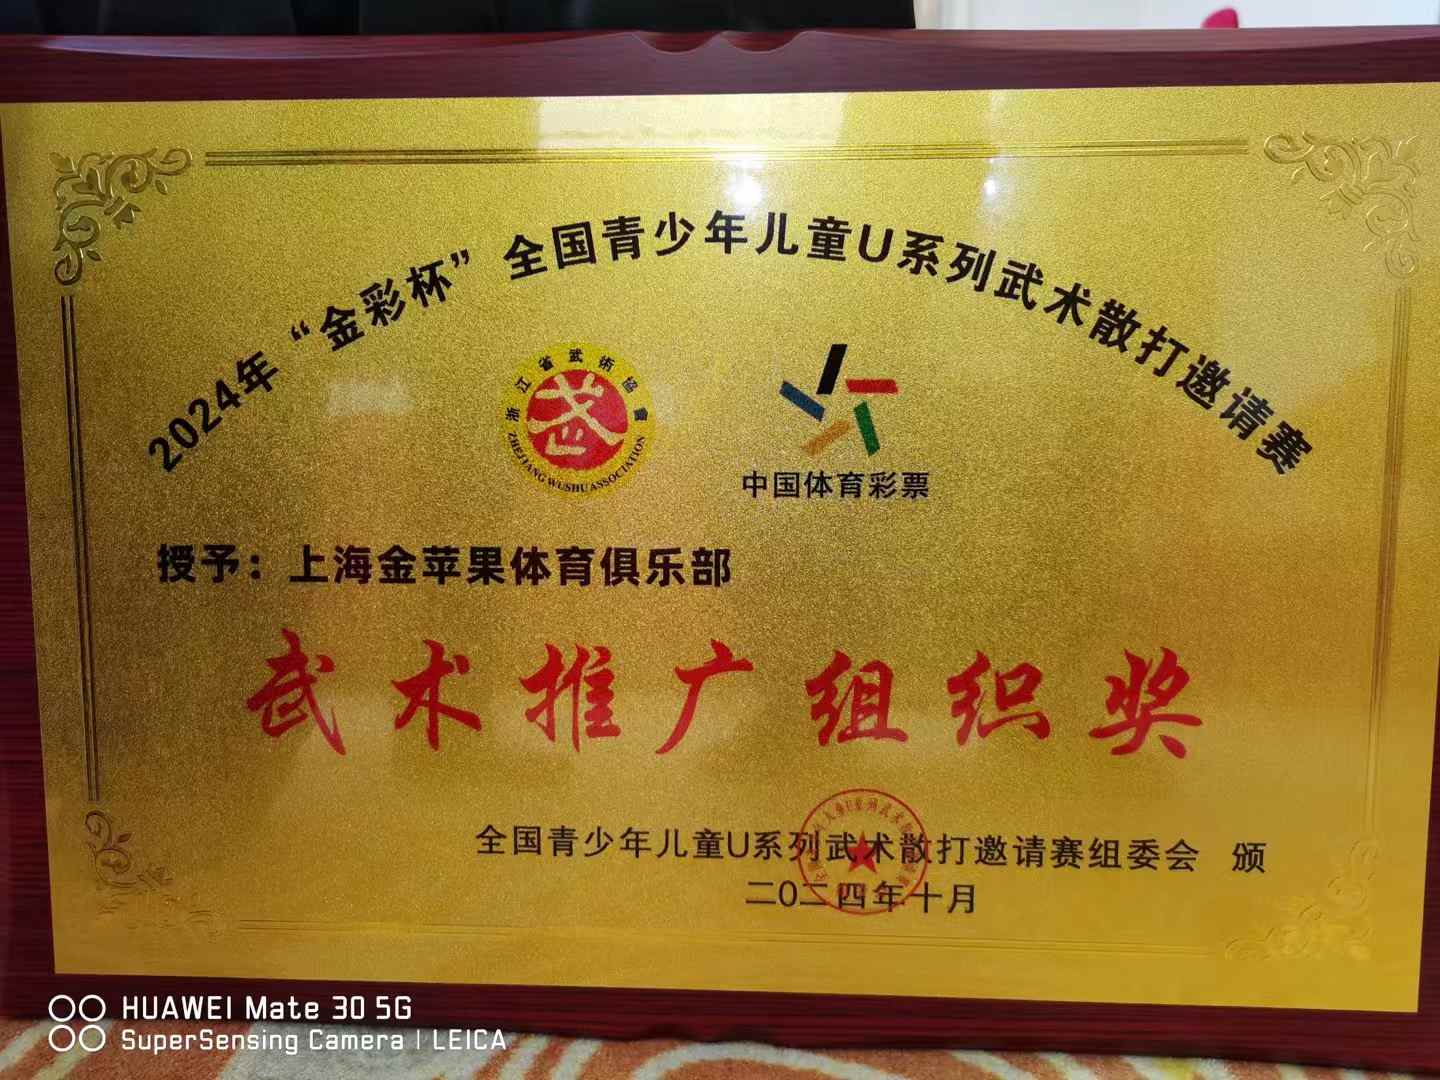 2024年“金彩杯”全国青少年儿童U系列武术散打邀请赛
浙江省武術協會
ZHEJIANG WUSHU ASSOCIATION
中国体育彩票
授予：上海金苹果体育俱乐部
武术推广组织奖
全国青少年儿童U系列武术散打邀请赛组委会 颁
二0二四年十月
HUAWEI Mate 30 5G
SuperSensing Camera | LEICA